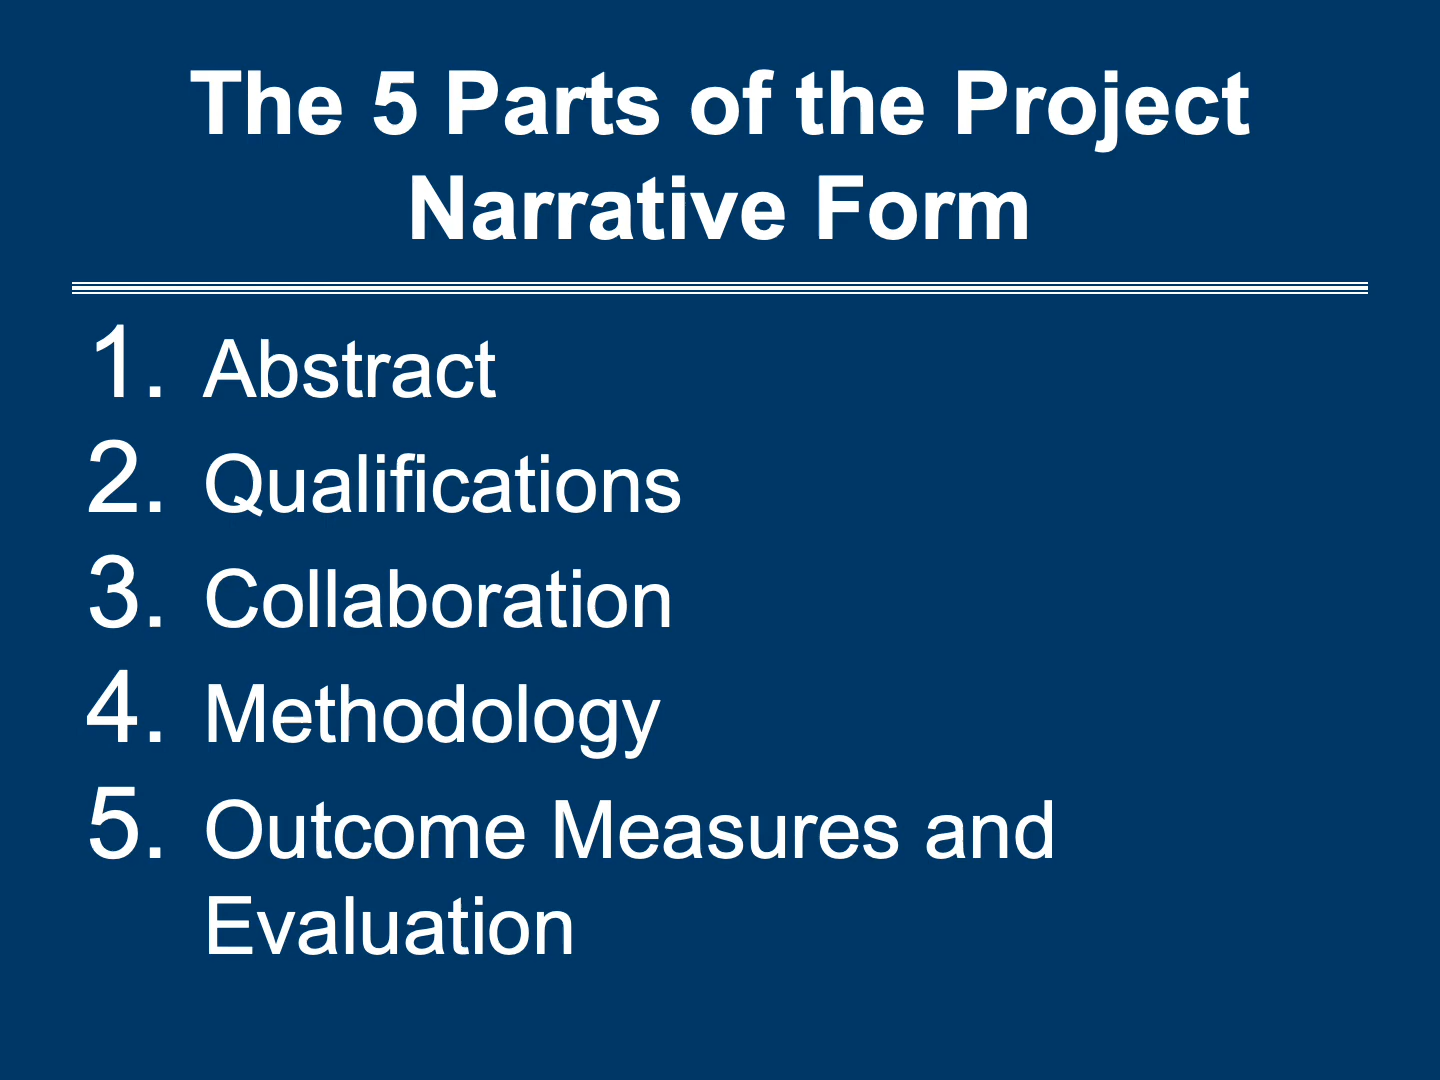 The 5 Parts of the Project
Narrative Form
1. Abstract
2. Qualifications
3. Collaboration
4. Methodology
5. Outcome Measures and
Evaluation